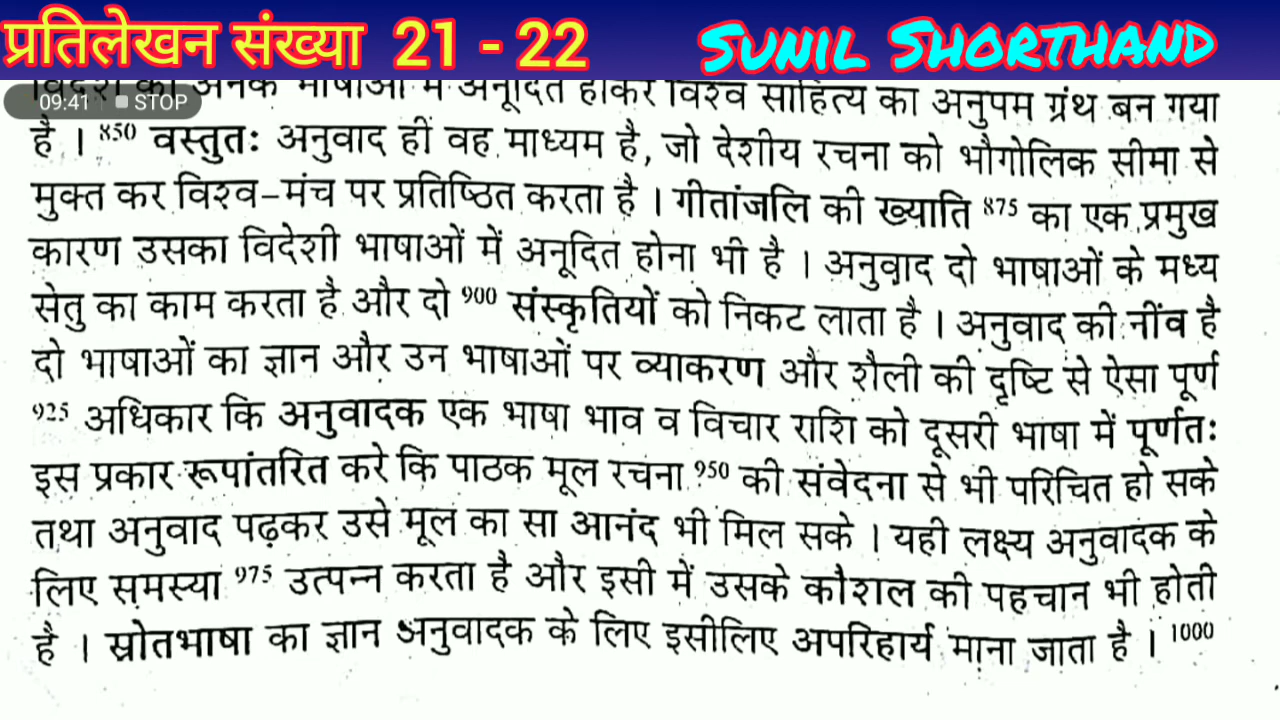 प्रतिलेखन संख्या 21 - 22
SUNIL SHORTHAND
विदेश की अनेक भाषाओं में अनूदित होकर विश्व साहित्य का अनुपम ग्रंथ बन गया
09:41 STOP
है । 850 वस्तुतः अनुवाद ही वह माध्यम है, जो देशीय रचना को भौगोलिक सीमा से
मुक्त कर विश्व-मंच पर प्रतिष्ठित करता है । गीतांजलि की ख्याति 875 का एक प्रमुख
कारण उसका विदेशी भाषाओं में अनूदित होना भी है । अनुवाद दो भाषाओं के मध्य
सेतु का काम करता है और दो 900 संस्कृतियों को निकट लाता है । अनुवाद की नींव है
दो भाषाओं का ज्ञान और उन भाषाओं पर व्याकरण और शैली की दृष्टि से ऐसा पूर्ण
925 अधिकार कि अनुवादक एक भाषा भाव व विचार राशि को दूसरी भाषा में पूर्णतः
इस प्रकार रूपांतरित करे कि पाठक मूल रचना 950 की संवेदना से भी परिचित हो सके
तथा अनुवाद पढ़कर उसे मूल का सा आनंद भी मिल सके । यही लक्ष्य अनुवादक के
लिए समस्या 975 उत्पन्न करता है और इसी में उसके कौशल की पहचान भी होती
है । स्रोतभाषा का ज्ञान अनुवादक के लिए इसीलिए अपरिहार्य माना जाता है । 1000